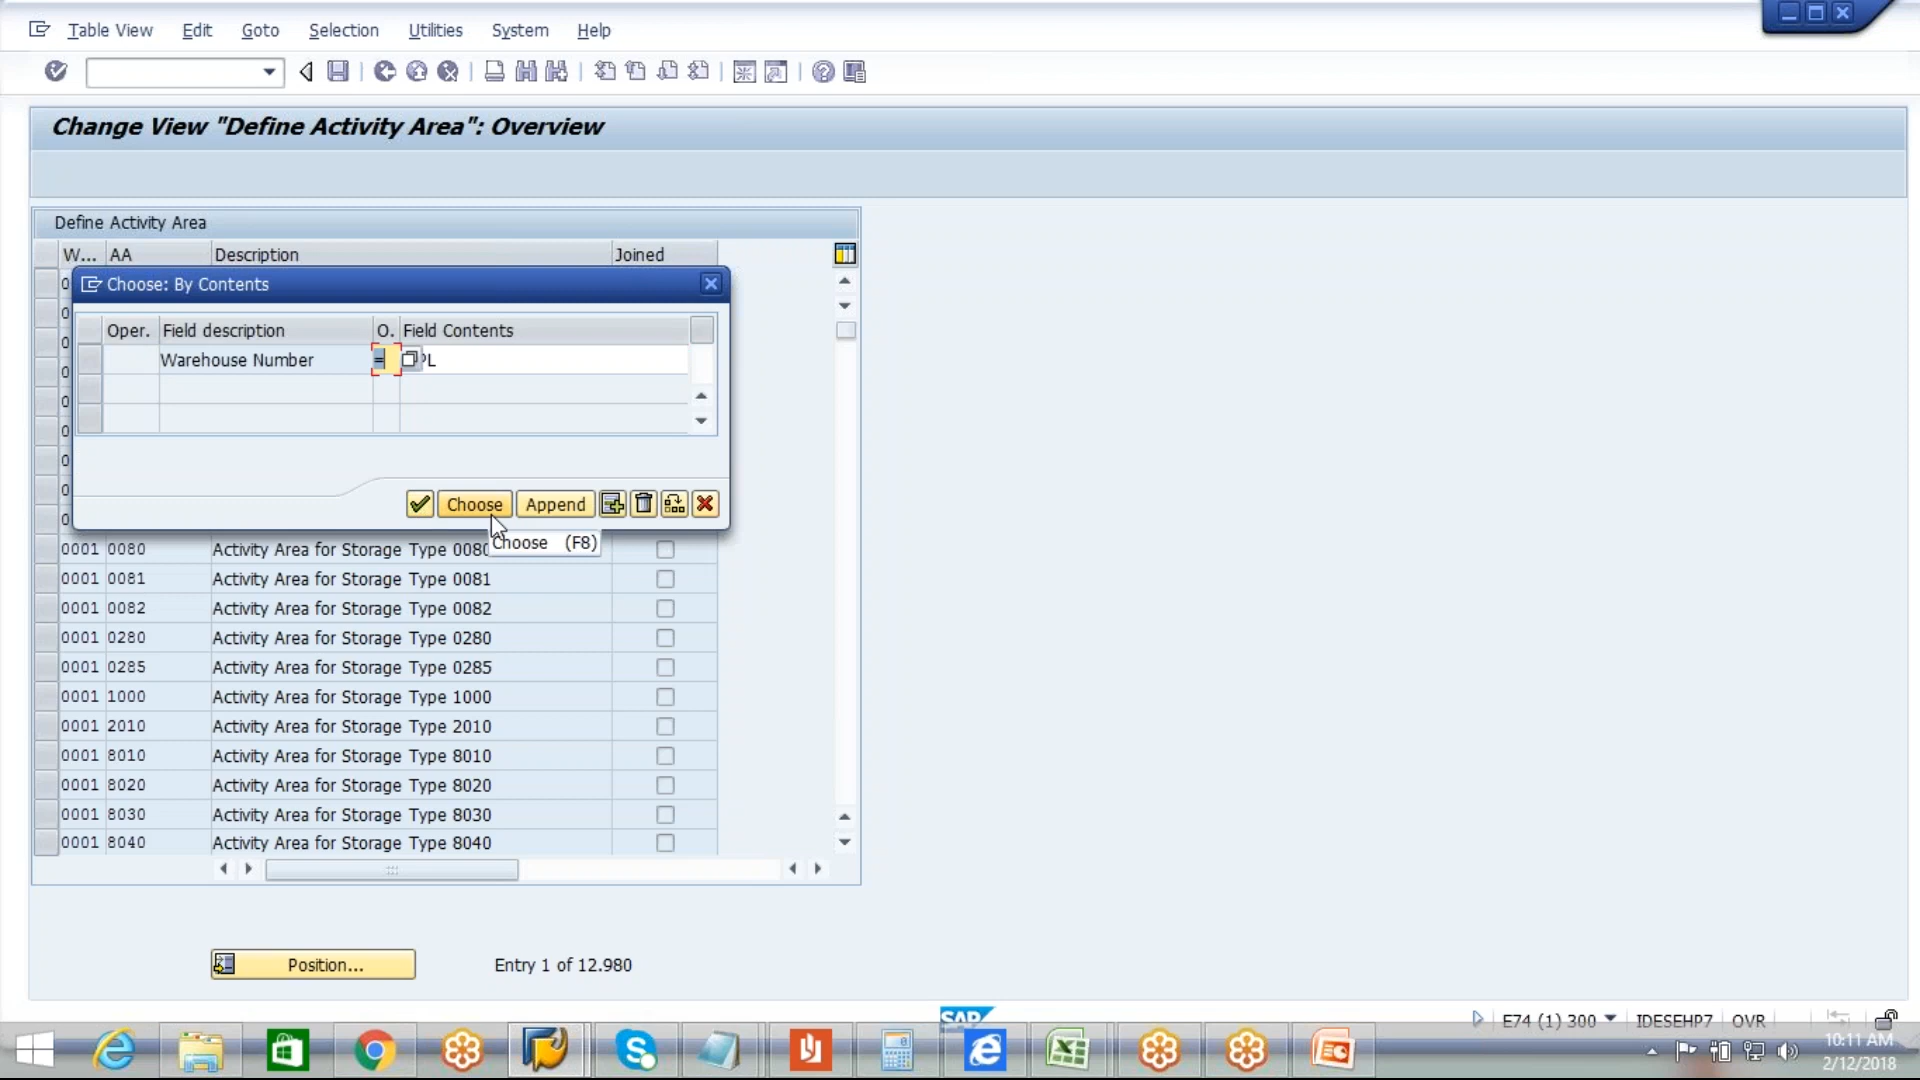 Table View Edit Goto Selection Utilities System Help
Change View "Define Activity Area": Overview
Define Activity Area
W... AA Description Joined
Choose: By Contents
Oper. Field description O. Field Contents
Warehouse Number =
Choose Append
Choose (F8)
0001 0080 Activity Area for Storage Type 0080
0001 0081 Activity Area for Storage Type 0081
0001 0082 Activity Area for Storage Type 0082
0001 0280 Activity Area for Storage Type 0280
0001 0285 Activity Area for Storage Type 0285
0001 1000 Activity Area for Storage Type 1000
0001 2010 Activity Area for Storage Type 2010
0001 8010 Activity Area for Storage Type 8010
0001 8020 Activity Area for Storage Type 8020
0001 8030 Activity Area for Storage Type 8030
0001 8040 Activity Area for Storage Type 8040
Position... Entry 1 of 12.980
SAP
E74 (1) 300 IDESEHP7 OVR
10:11 AM
2/12/2018